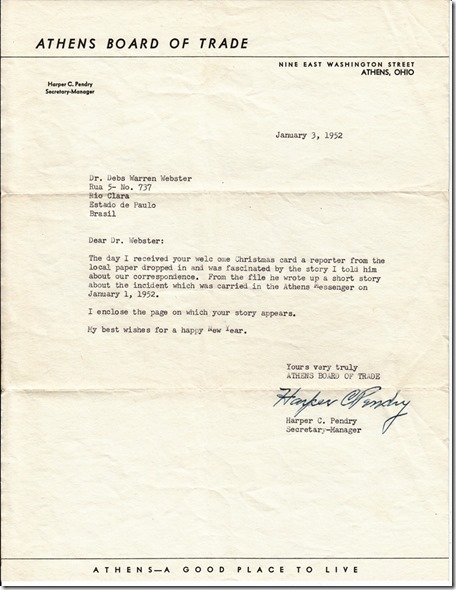 ATHENS BOARD OF TRADE
NINE EAST WASHINGTON STREET
ATHENS, OHIO
Harper C. Pendry
Secretary-Manager
January 3, 1952
Dr. Debs Warren Webster
Rua 5- No. 737
Rio Clara
Estado de Paulo
Brasil
Dear Dr. Webster:
The day I received your welc ome Christmas card a reporter from the
local paper dropped in and was fascinated by the story I told him
about our correspondence. From the file he wrote up a short story
about the incident which was carried in the Athens Messenger on
January 1, 1952.
I enclose the page on which your story appears.
My best wishes for a happy New Year.
Yours very truly
ATHENS BOARD OF TRADE
Harper C Pendry
Harper C. Pendry
Secretary-Manager
ATHENS—A GOOD PLACE TO LIVE